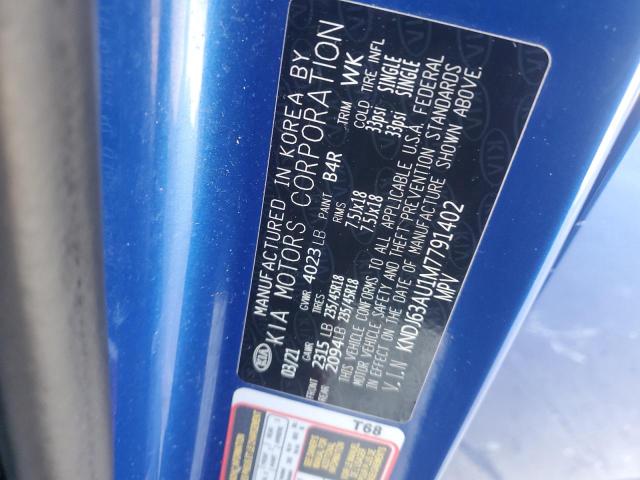 KIA
MANUFACTURED IN KOREA BY
KIA MOTORS CORPORATION
03/21 GVWR 4023 LB PAINT B4R TRIM WK
GAWR TIRES RIMS COLD TIRE INFL
FRONT 2315 LB 235/45R18 7.5Jx18 33psi SINGLE
REAR 2094 LB 235/45R18 7.5Jx18 33psi SINGLE
THIS VEHICLE CONFORMS TO ALL APPLICABLE U.S.A. FEDERAL
MOTOR VEHICLE SAFETY AND THEFT PREVENTION STANDARDS
IN EFFECT ON THE DATE OF MANUFACTURE SHOWN ABOVE.
V.I.N KNDJ63AU1M7791402
MPV
T68